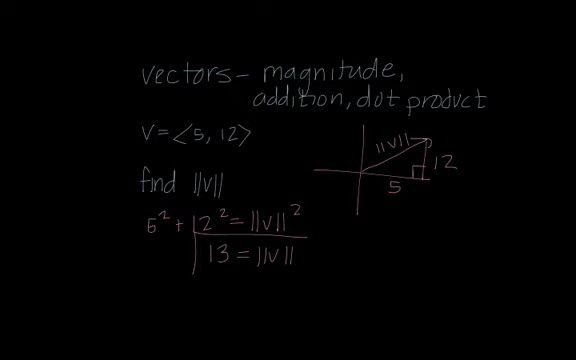 vectors - magnitude,
addition, dot product
v = <5, 12>
find ||v||
5² + 12² = ||v||²
13 = ||v||
||v||
12
5